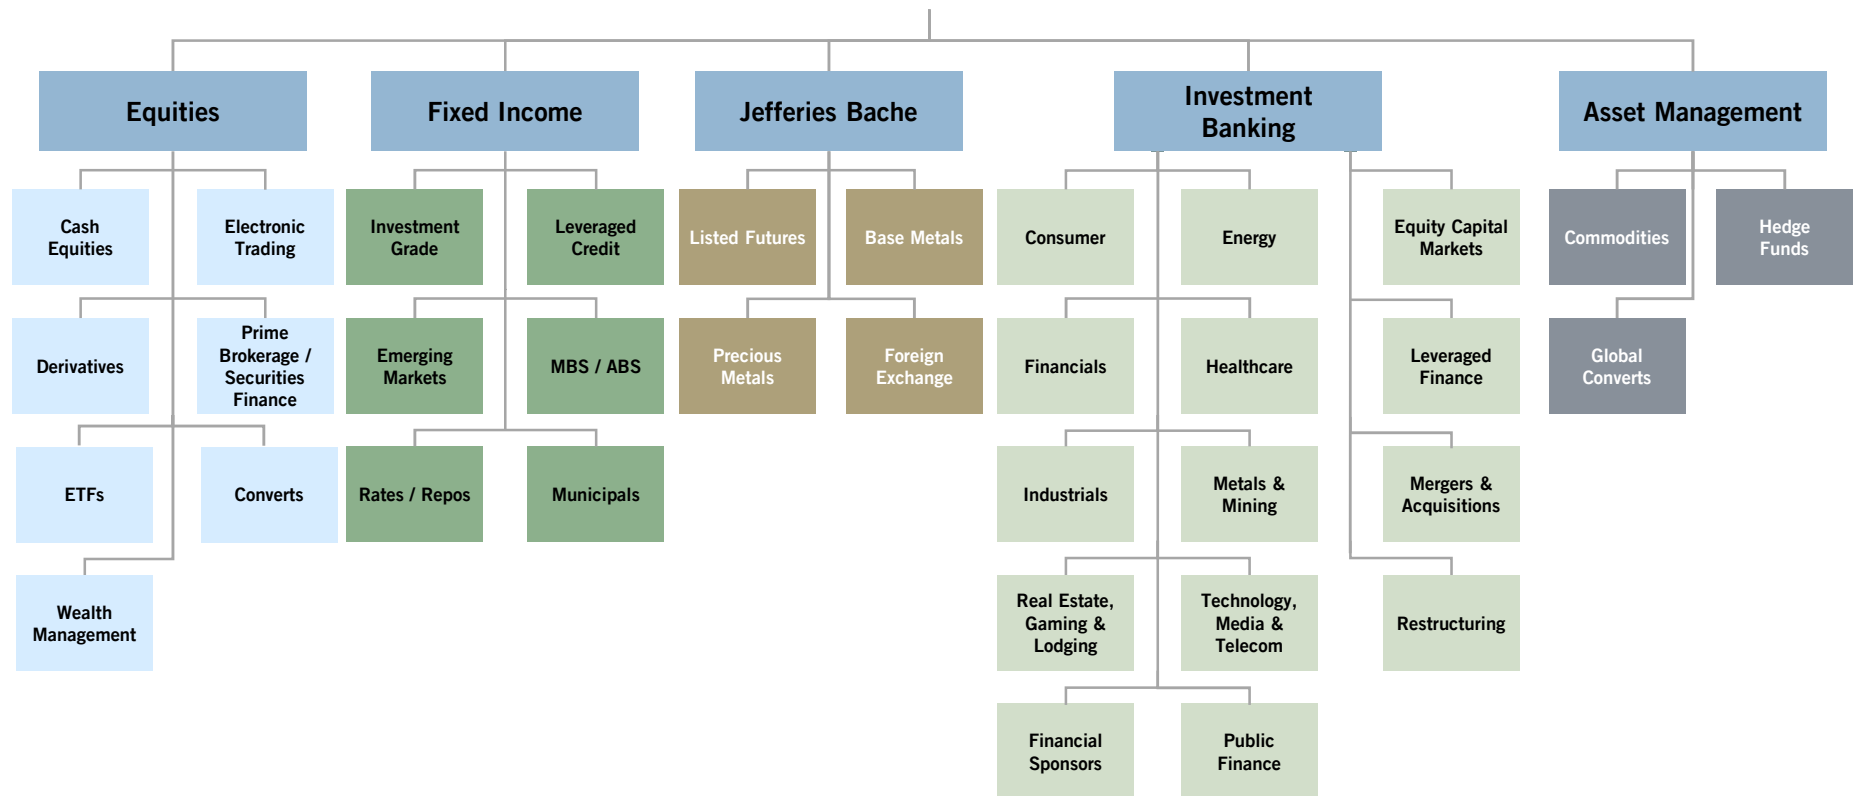 Equities
Fixed Income
Jefferies Bache
Investment
Banking
Asset Management
Cash
Equities
Electronic
Trading
Investment
Grade
Leveraged
Credit
Listed Futures
Base Metals
Consumer
Energy
Equity Capital
Markets
Commodities
Hedge
Funds
Derivatives
Prime
Brokerage /
Securities
Finance
Emerging
Markets
MBS / ABS
Precious
Metals
Foreign
Exchange
Financials
Healthcare
Leveraged
Finance
Global
Converts
ETFs
Converts
Rates / Repos
Municipals
Industrials
Metals &
Mining
Mergers &
Acquisitions
Wealth
Management
Real Estate,
Gaming &
Lodging
Technology,
Media &
Telecom
Restructuring
Financial
Sponsors
Public
Finance